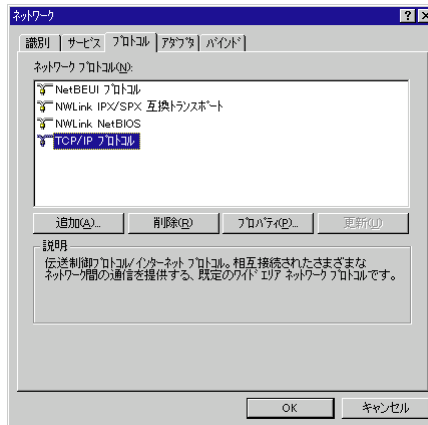 ネットワーク
識別 サービス プロトコル アダプタ バインド
ネットワーク プロトコル(N):
NetBEUI プロトコル
NWLink IPX/SPX 互換トランスポート
NWLink NetBIOS
TCP/IP プロトコル
追加(A)... 削除(R) プロパティ(P)... 更新(U)
説明
伝送制御プロトコル/インターネット プロトコル。相互接続されたさまざまな
ネットワーク間の通信を提供する、既定のワイド エリア ネットワーク プロトコルです。
OK キャンセル